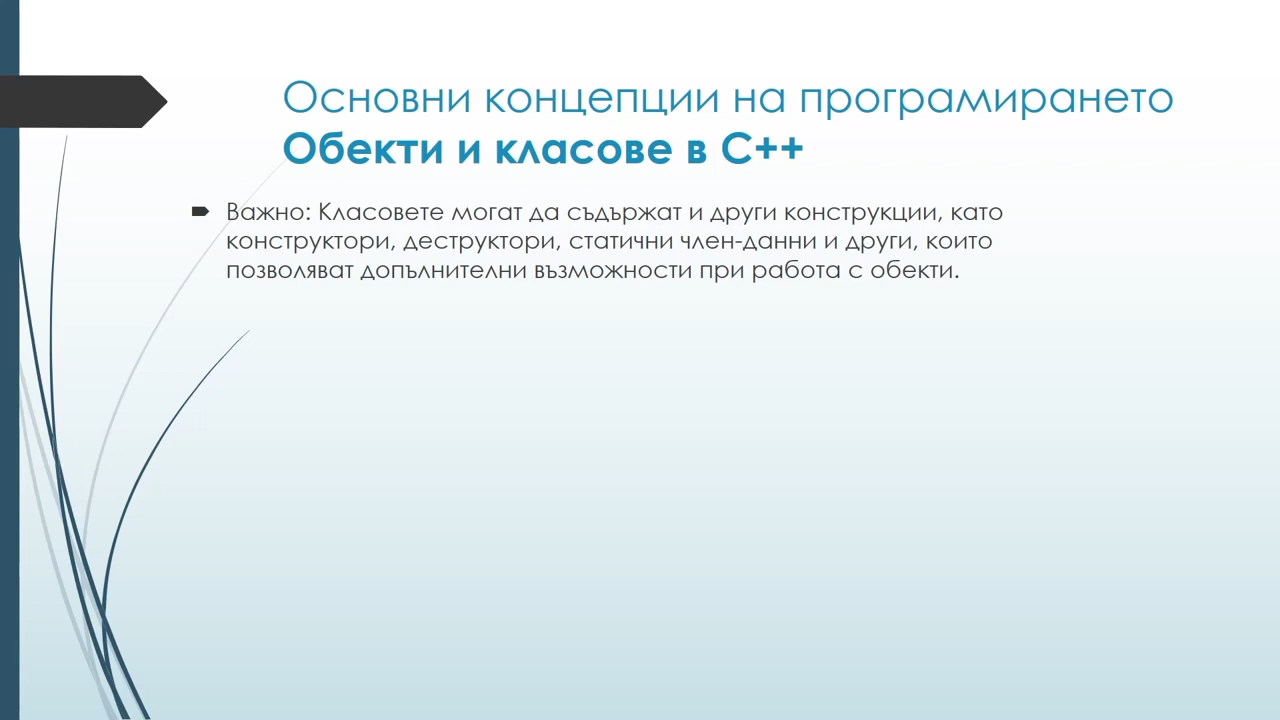 Основни концепции на програмирането
Обекти и класове в C++
Важно: Класовете могат да съдържат и други конструкции, като
конструктори, деструктори, статични член-данни и други, които
позволяват допълнителни възможности при работа с обекти.